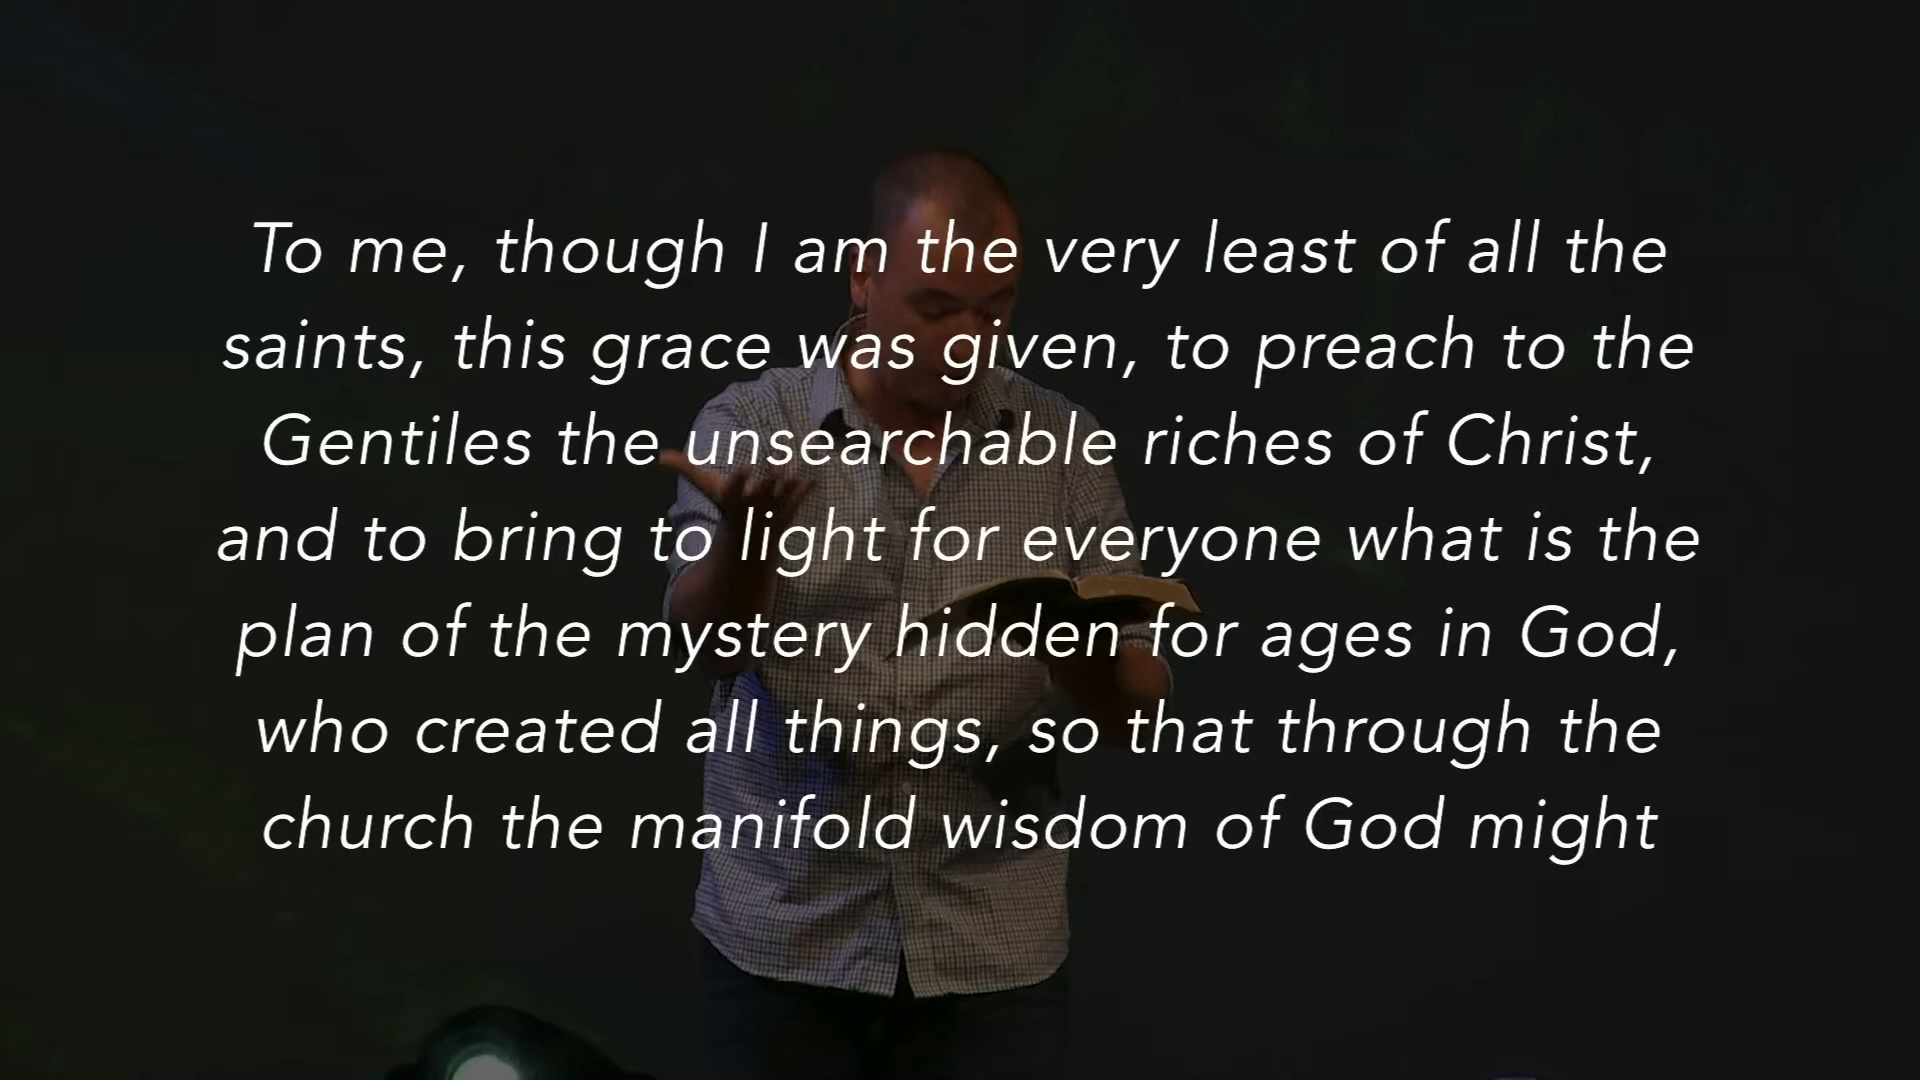 To me, though I am the very least of all the
saints, this grace was given, to preach to the
Gentiles the unsearchable riches of Christ,
and to bring to light for everyone what is the
plan of the mystery hidden for ages in God,
who created all things, so that through the
church the manifold wisdom of God might